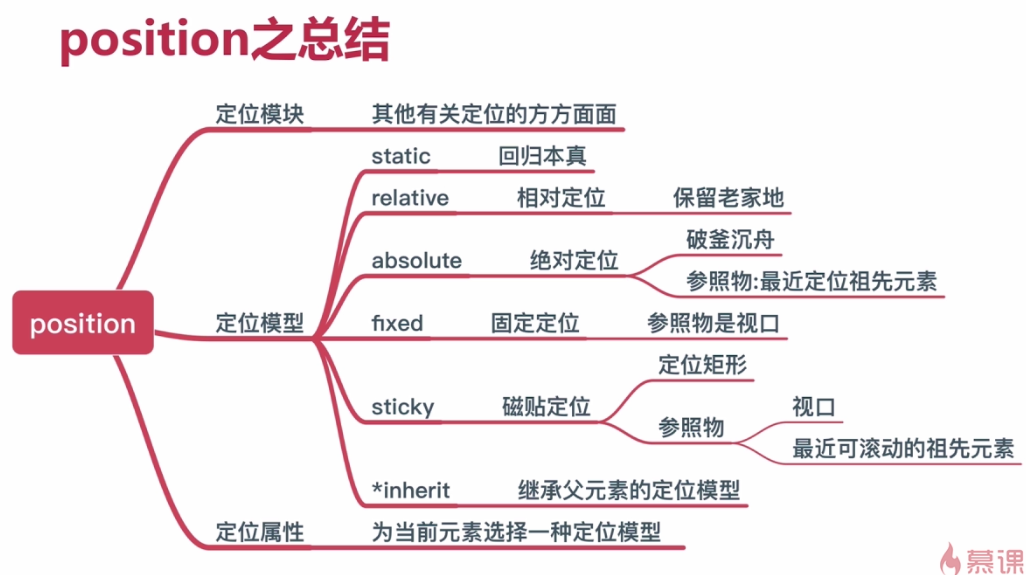 position之总结
定位模块
其他有关定位的方方面面
static
回归本真
relative
相对定位
保留老家地
absolute
绝对定位
破釜沉舟
参照物:最近定位祖先元素
position
定位模型
fixed
固定定位
参照物是视口
sticky
磁贴定位
定位矩形
参照物
视口
最近可滚动的祖先元素
*inherit
继承父元素的定位模型
定位属性
为当前元素选择一种定位模型
慕课